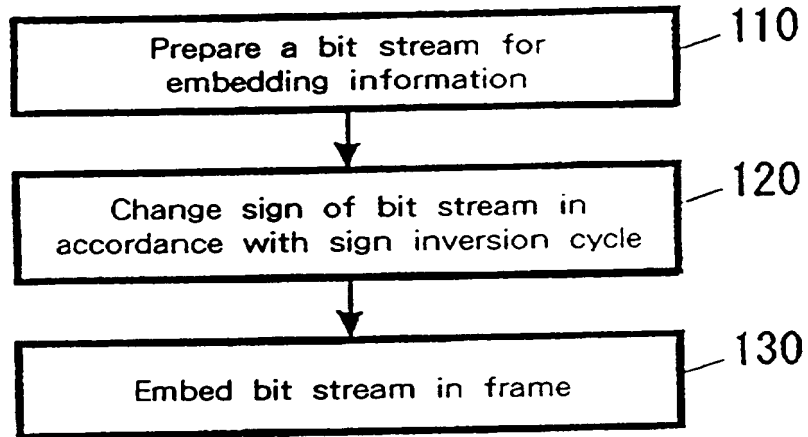 110
Prepare a bit stream for
embedding information
120
Change sign of bit stream in
accordance with sign inversion cycle
130
Embed bit stream in frame